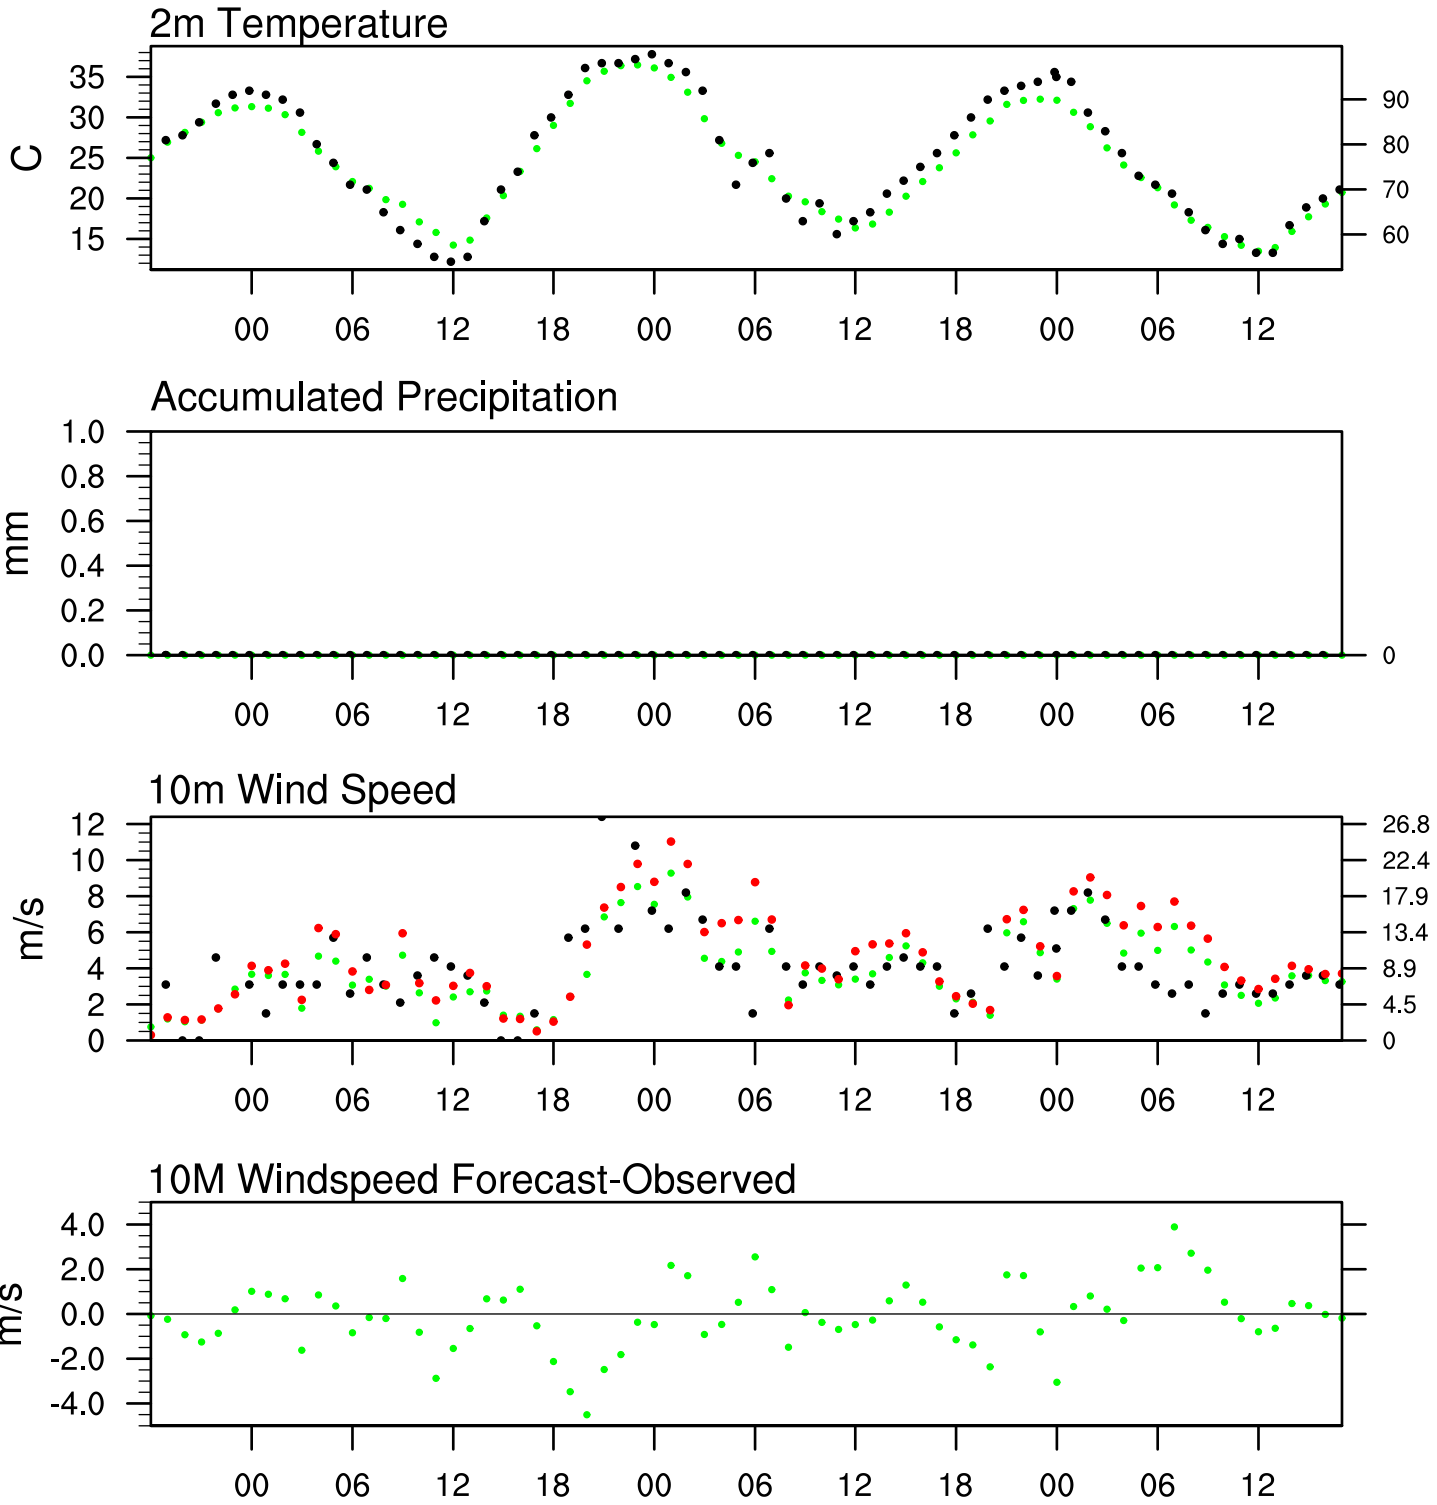 2m Temperature
35
30
25
20
15
C
90
80
70
60
00 06 12 18 00 06 12 18 00 06 12
Accumulated Precipitation
1.0
0.8
0.6
0.4
0.2
0.0
mm
0
00 06 12 18 00 06 12 18 00 06 12
10m Wind Speed
12
10
8
6
4
2
0
m/s
26.8
22.4
17.9
13.4
8.9
4.5
0
00 06 12 18 00 06 12 18 00 06 12
10M Windspeed Forecast-Observed
4.0
2.0
0.0
-2.0
-4.0
m/s
00 06 12 18 00 06 12 18 00 06 12